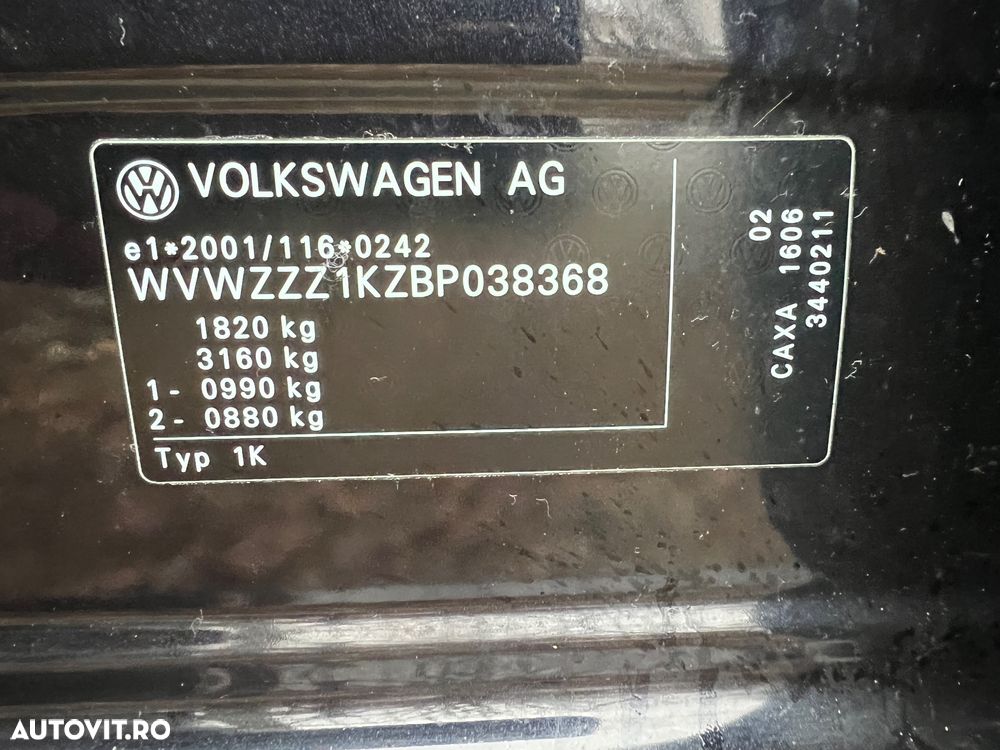 VOLKSWAGEN AG
e1*2001/116*0242
WVWZZZ1KZBP038368
1820 kg
3160 kg
1- 0990 kg
2- 0880 kg
Typ 1K
02
CAXA 1606
3440211
AUTOVIT.RO